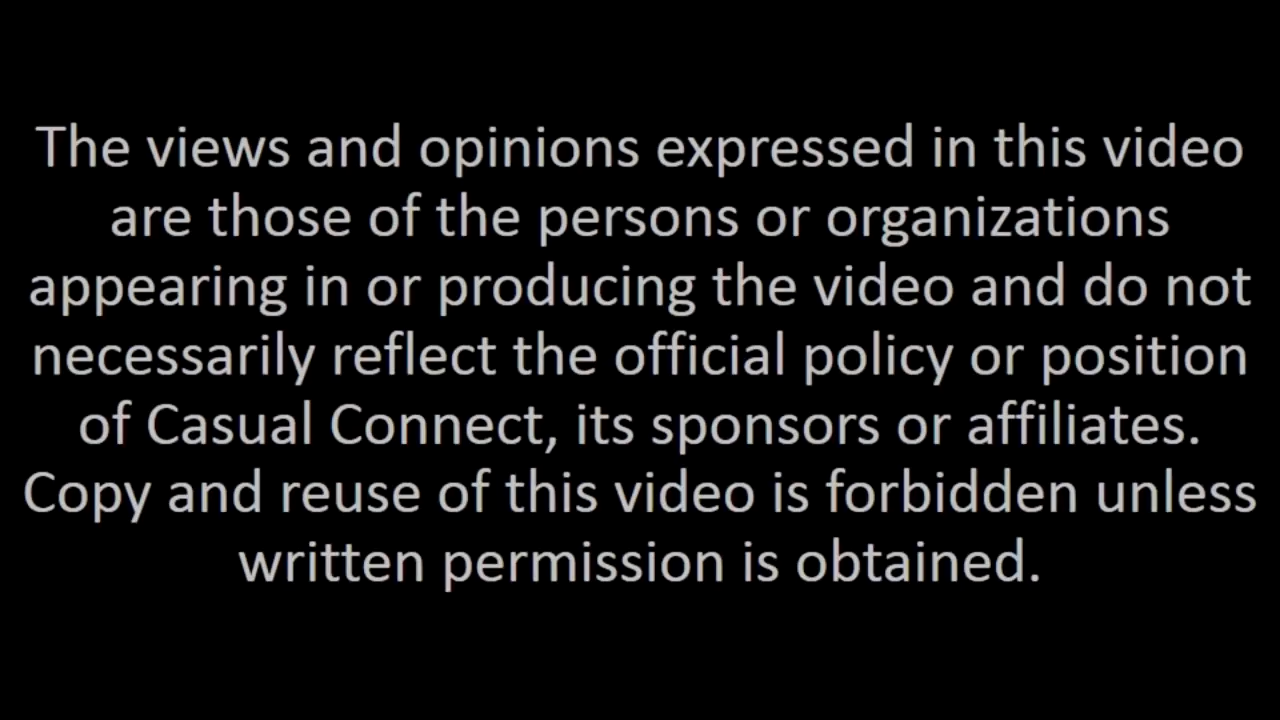 The views and opinions expressed in this video
are those of the persons or organizations
appearing in or producing the video and do not
necessarily reflect the official policy or position
of Casual Connect, its sponsors or affiliates.
Copy and reuse of this video is forbidden unless
written permission is obtained.